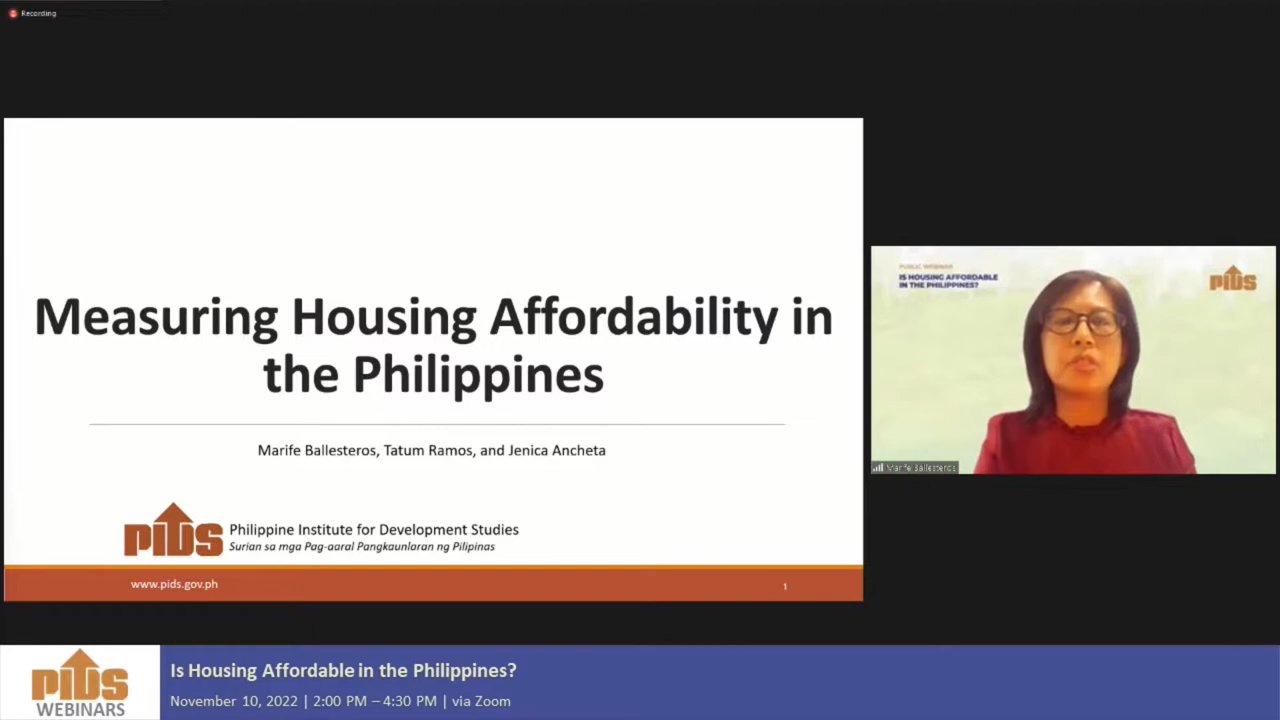 Recording
Measuring Housing Affordability in
the Philippines
Marife Ballesteros, Tatum Ramos, and Jenica Ancheta
PIDS
Philippine Institute for Development Studies
Surian sa mga Pag-aaral Pangkaunlaran ng Pilipinas
www.pids.gov.ph
1
PUBLIC WEBINAR
IS HOUSING AFFORDABLE
IN THE PHILIPPINES?
PIDS
Marife Ballesteros
PIDS
WEBINARS
Is Housing Affordable in the Philippines?
November 10, 2022 | 2:00 PM – 4:30 PM | via Zoom